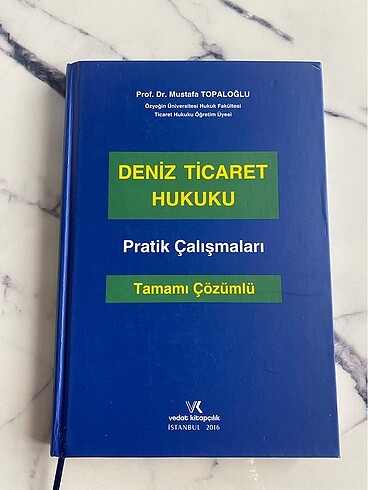 Prof. Dr. Mustafa TOPALOĞLU
Özyeğin Üniversitesi Hukuk Fakültesi
Ticaret Hukuku Öğretim Üyesi
DENİZ TİCARET
HUKUKU
Pratik Çalışmaları
Tamamı Çözümlü
VK
vedat kitapçılık
İSTANBUL 2016